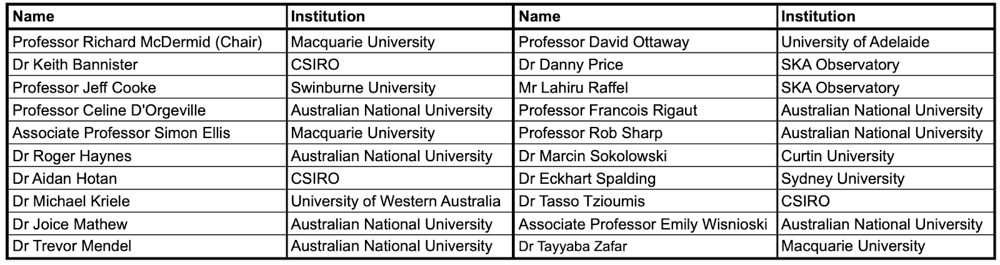 Name Institution Name Institution
Professor Richard McDermid (Chair) Macquarie University Professor David Ottaway University of Adelaide
Dr Keith Bannister CSIRO Dr Danny Price SKA Observatory
Professor Jeff Cooke Swinburne University Mr Lahiru Raffel SKA Observatory
Professor Celine D'Orgeville Australian National University Professor Francois Rigaut Australian National University
Associate Professor Simon Ellis Macquarie University Professor Rob Sharp Australian National University
Dr Roger Haynes Australian National University Dr Marcin Sokolowski Curtin University
Dr Aidan Hotan CSIRO Dr Eckhart Spalding Sydney University
Dr Michael Kriele University of Western Australia Dr Tasso Tzioumis CSIRO
Dr Joice Mathew Australian National University Associate Professor Emily Wisnioski Australian National University
Dr Trevor Mendel Australian National University Dr Tayyaba Zafar Macquarie University